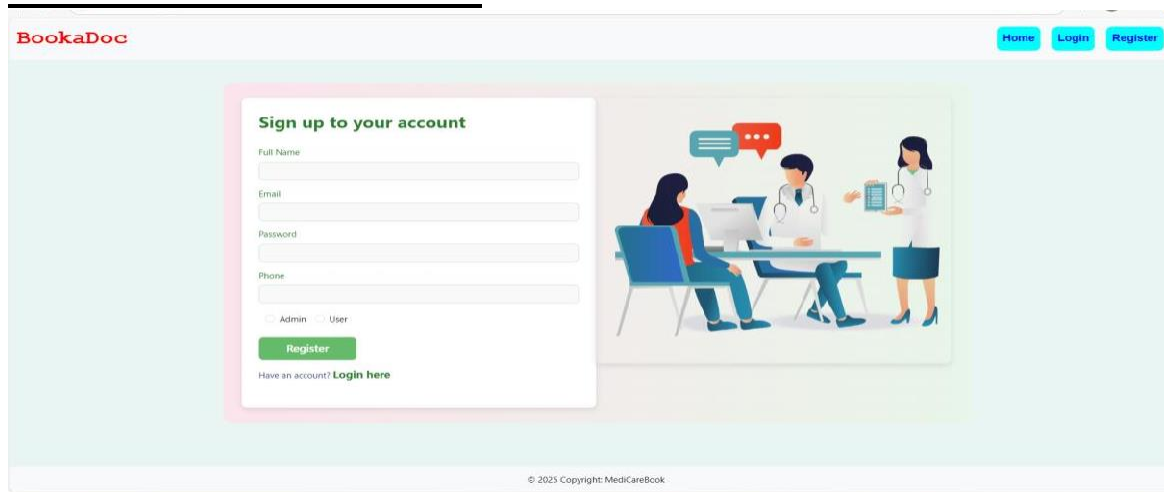 BookaDoc
Home Login Register
Sign up to your account
Full Name
Email
Password
Phone
Admin User
Register
Have an account? Login here
© 2025 Copyright: MediCareBook